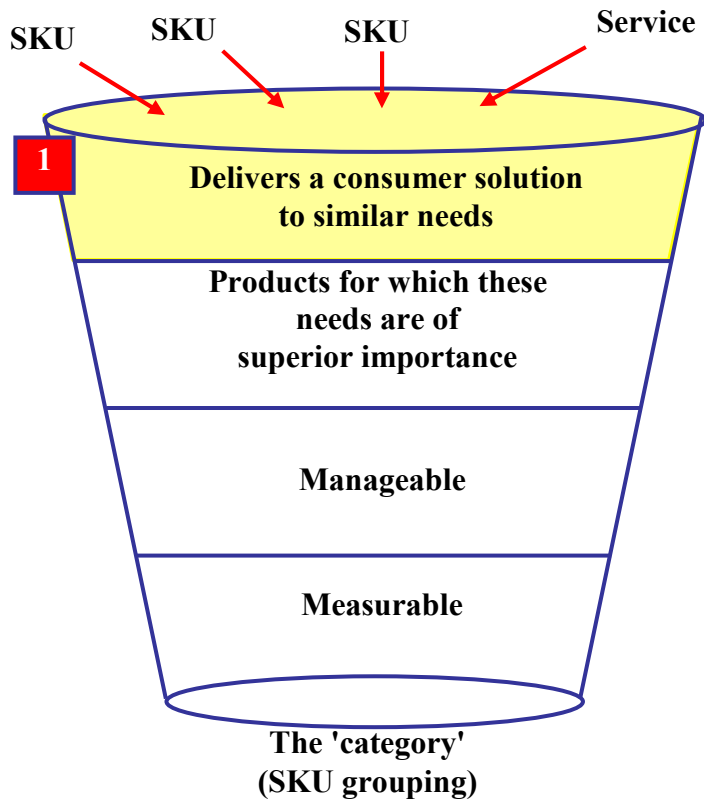 SKU
SKU
SKU
Service
1
Delivers a consumer solution
to similar needs
Products for which these
needs are of
superior importance
Manageable
Measurable
The 'category'
(SKU grouping)